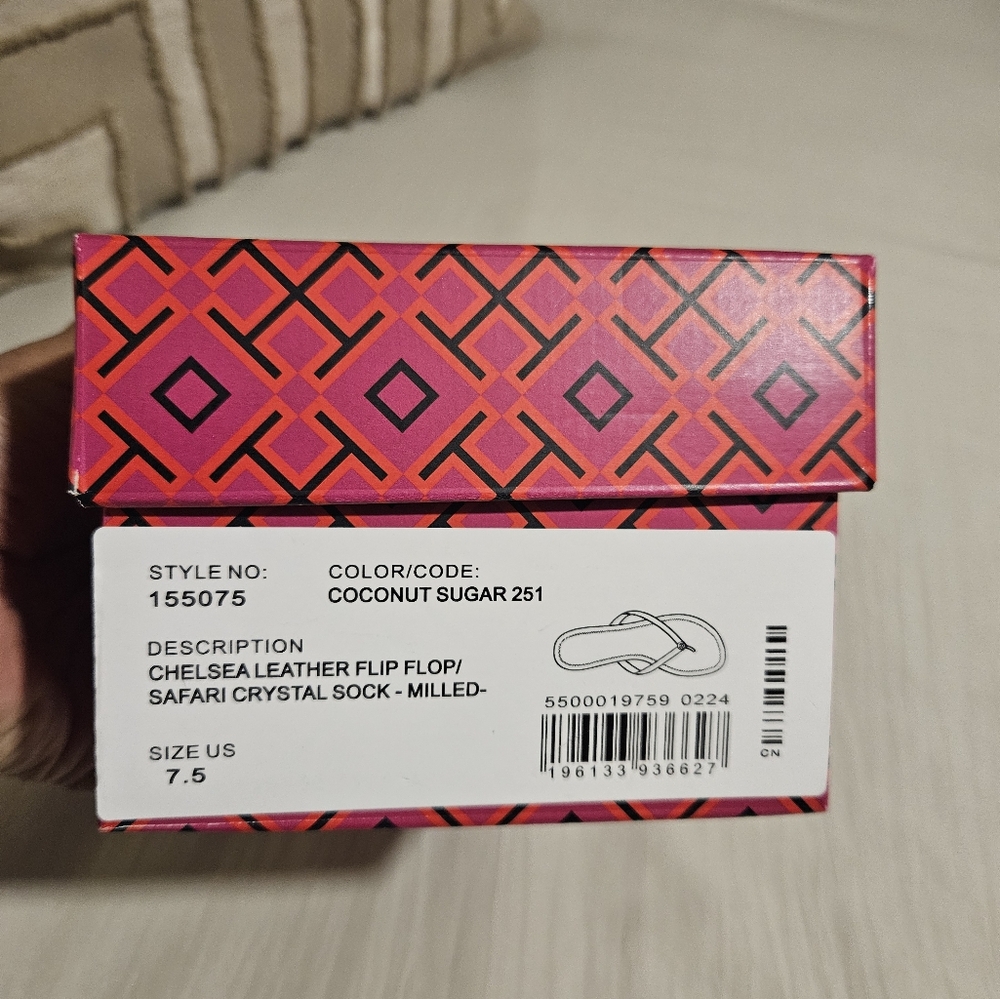 STYLE NO:
155075
COLOR/CODE:
COCONUT SUGAR 251
DESCRIPTION
CHELSEA LEATHER FLIP FLOP/
SAFARI CRYSTAL SOCK - MILLED-
SIZE US
7.5
5500019759 0224
196133 936627
CN